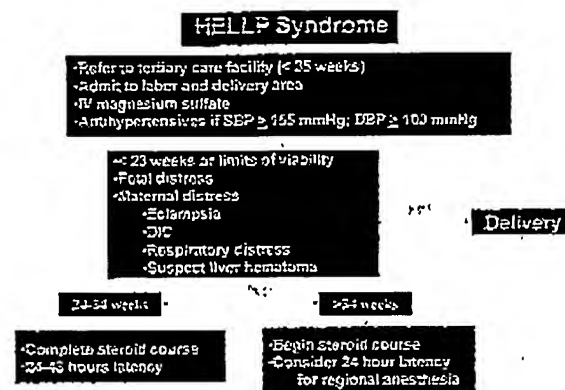 HELLP Syndrome
-Refer to tertiary care facility (< 35 weeks)
-Admit to labor and delivery area
-IV magnesium sulfate
-Antihypertensives if SBP ≥ 155 mmHg; DBP ≥ 100 mmHg
-< 23 weeks or limits of viability
-Fetal distress
-Maternal distress
-Eclampsia
-DIC
-Respiratory distress
-Suspect liver hematoma
Delivery
24-34 weeks
>34 weeks
-Complete steroid course
-24-48 hours latency
-Begin steroid course
-Consider 24 hour latency
for regional anesthesia